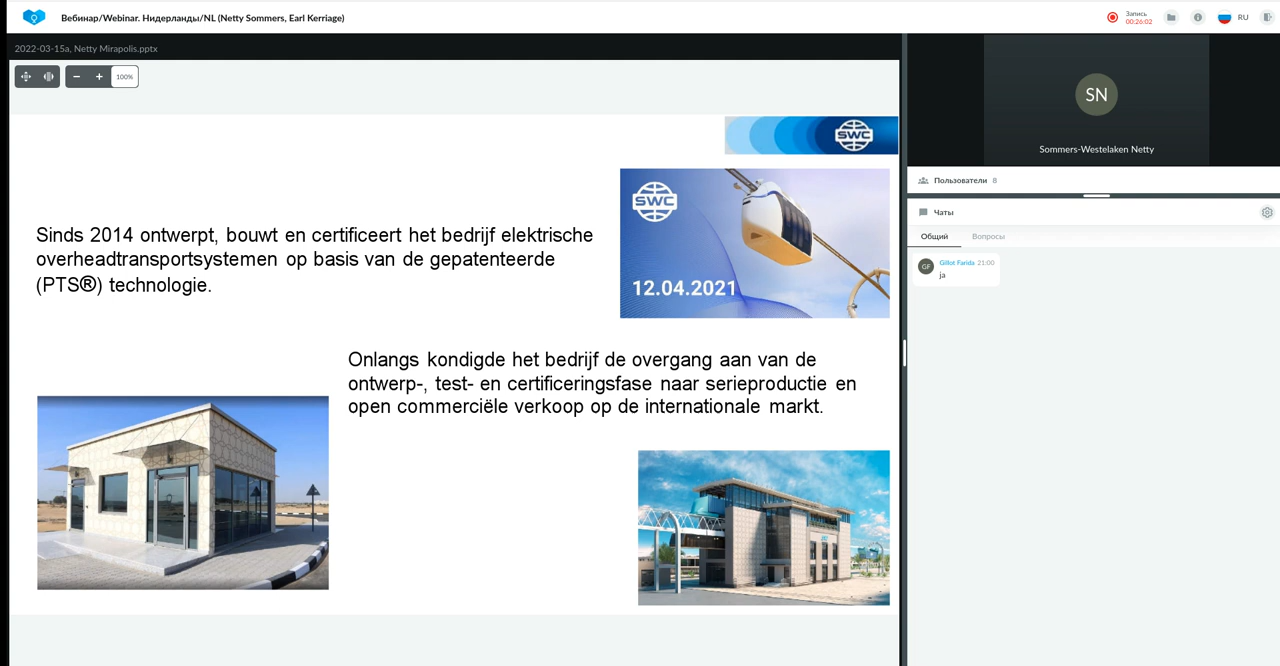 Вебинар/Webinar. Нидерланды/NL (Netty Sommers, Earl Kerriage)
Запись
00:26:02
RU
2022-03-15a, Netty Mirapolis.pptx
100%
SWC
SWC
12.04.2021
Sinds 2014 ontwerpt, bouwt en certificeert het bedrijf elektrische
overheadtransportsystemen op basis van de gepatenteerde
(PTS®) technologie.
Onlangs kondigde het bedrijf de overgang aan van de
ontwerp-, test- en certificeringsfase naar serieproductie en
open commerciële verkoop op de internationale markt.
SN
Sommers-Westelaken Netty
Пользователи 8
Чаты
Общий
Вопросы
GF
Gillot Farida 21:00
ja